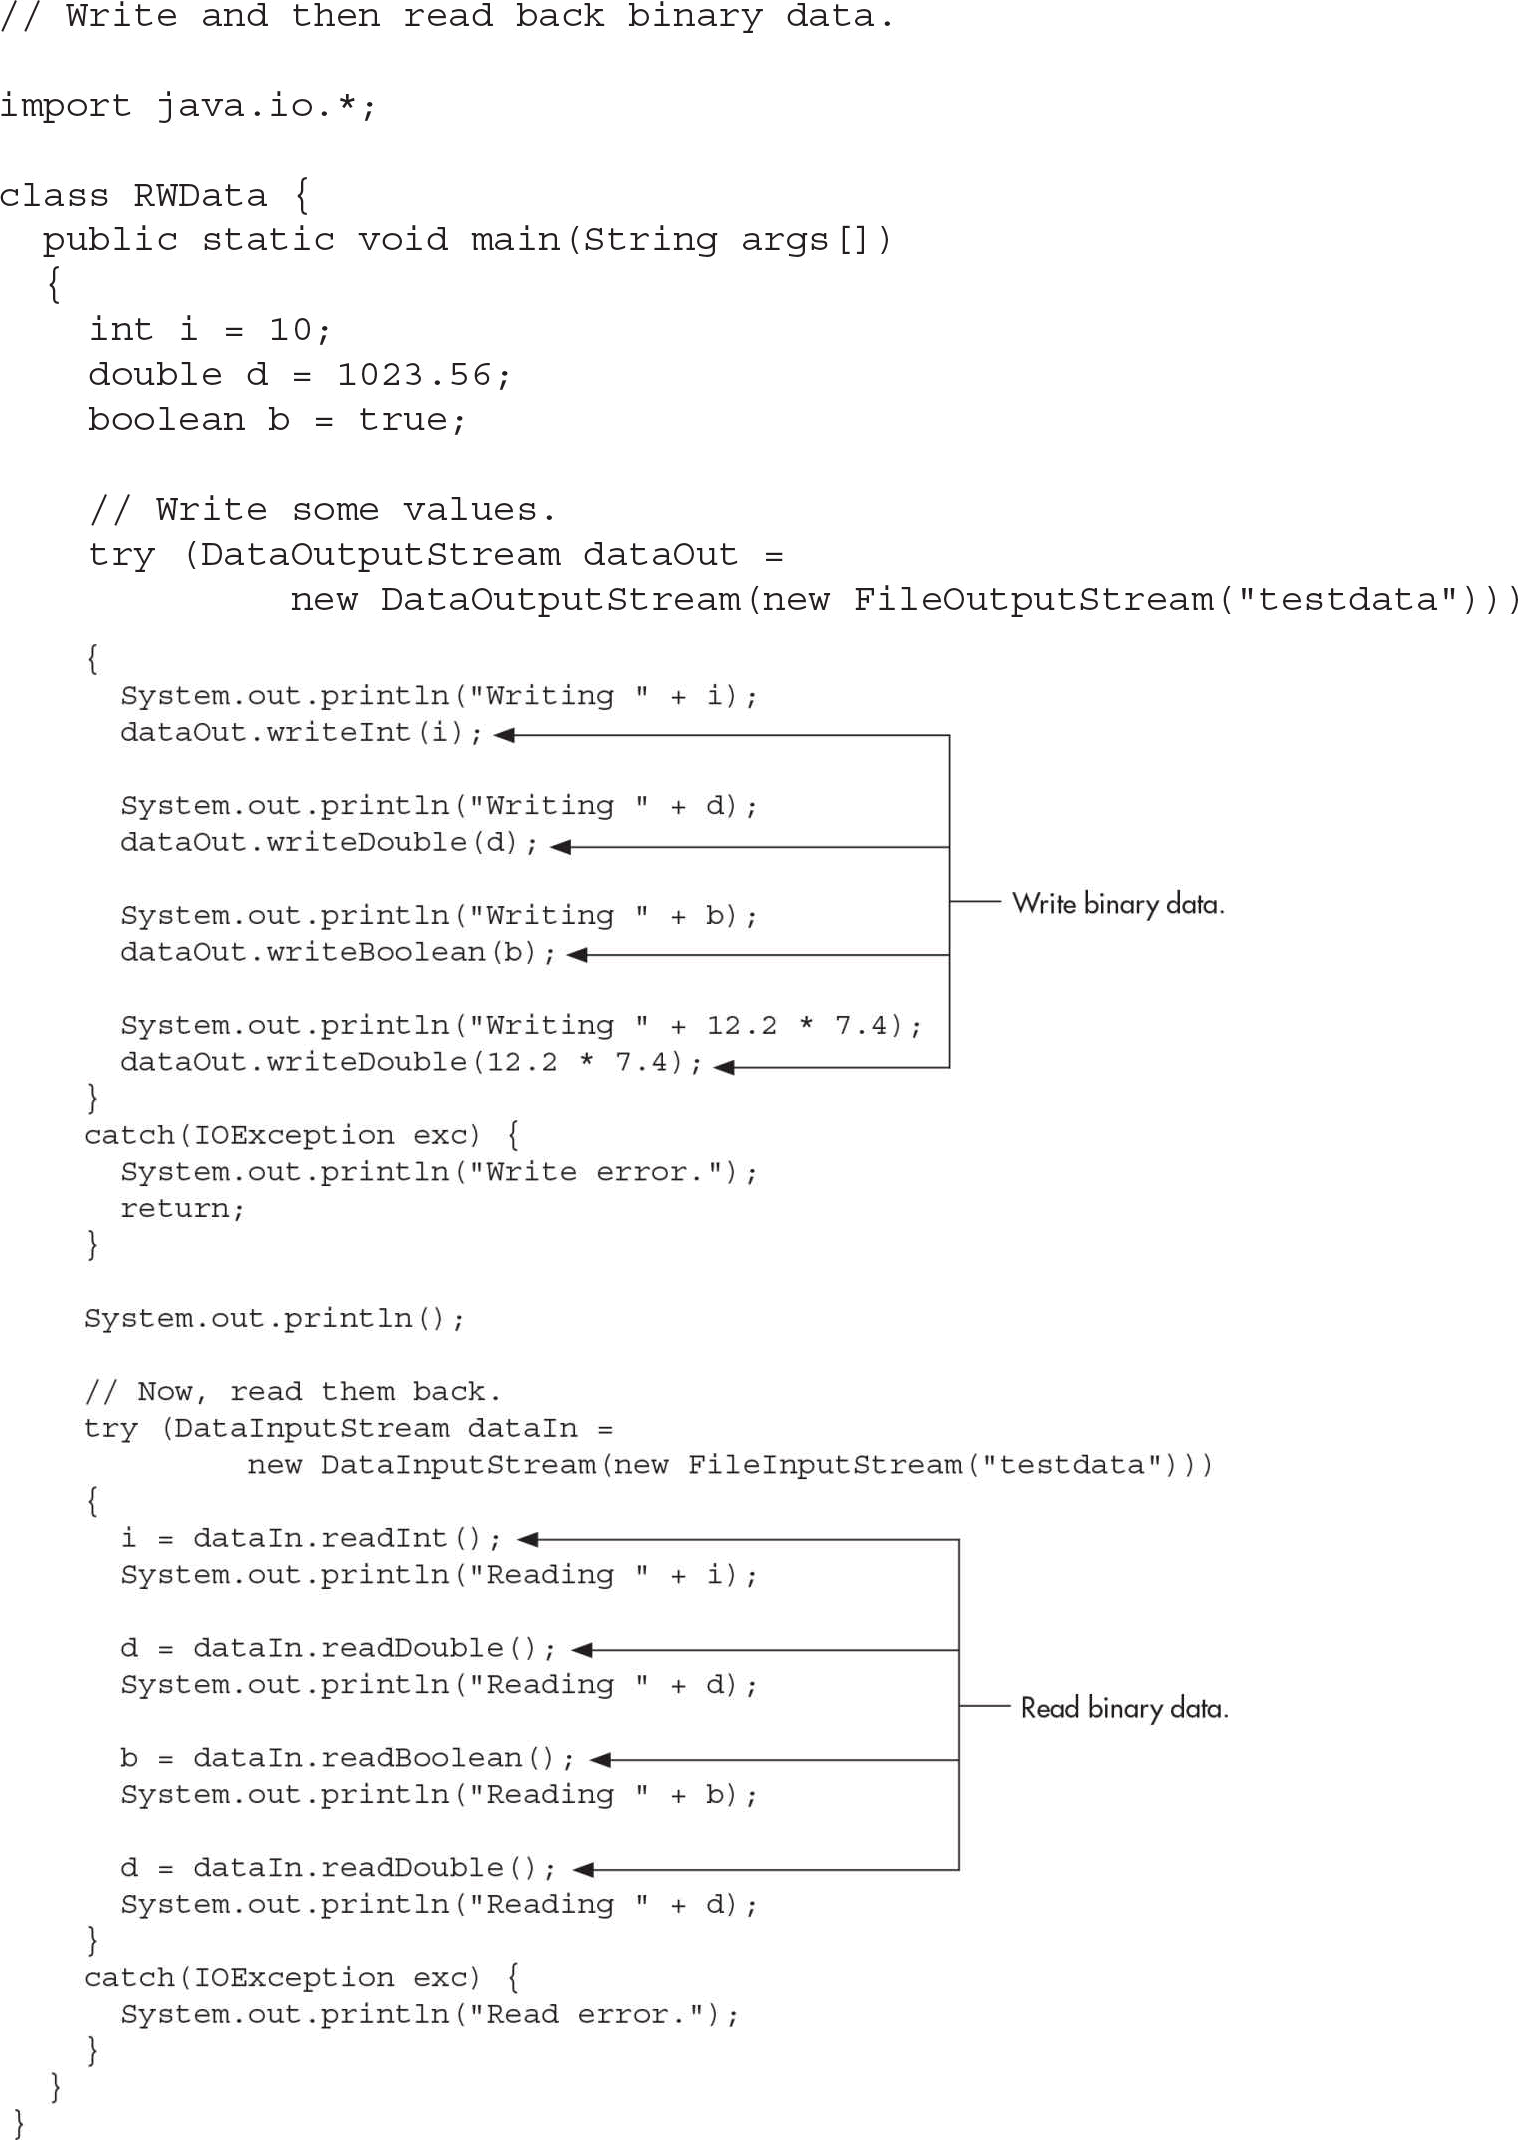 // Write and then read back binary data.

import java.io.*;

class RWData {
  public static void main(String args[])
  {
    int i = 10;
    double d = 1023.56;
    boolean b = true;

    // Write some values.
    try (DataOutputStream dataOut =
             new DataOutputStream(new FileOutputStream("testdata")))
    {
      System.out.println("Writing " + i);
      dataOut.writeInt(i);

      System.out.println("Writing " + d);
      dataOut.writeDouble(d);

Write binary data.
      System.out.println("Writing " + b);
      dataOut.writeBoolean(b);

      System.out.println("Writing " + 12.2 * 7.4);
      dataOut.writeDouble(12.2 * 7.4);
    }
    catch(IOException exc) {
      System.out.println("Write error.");
      return;
    }

    System.out.println();

    // Now, read them back.
    try (DataInputStream dataIn =
             new DataInputStream(new FileInputStream("testdata")))
    {
      i = dataIn.readInt();
      System.out.println("Reading " + i);

      d = dataIn.readDouble();
      System.out.println("Reading " + d);

Read binary data.
      b = dataIn.readBoolean();
      System.out.println("Reading " + b);

      d = dataIn.readDouble();
      System.out.println("Reading " + d);
    }
    catch(IOException exc) {
      System.out.println("Read error.");
    }
  }
}